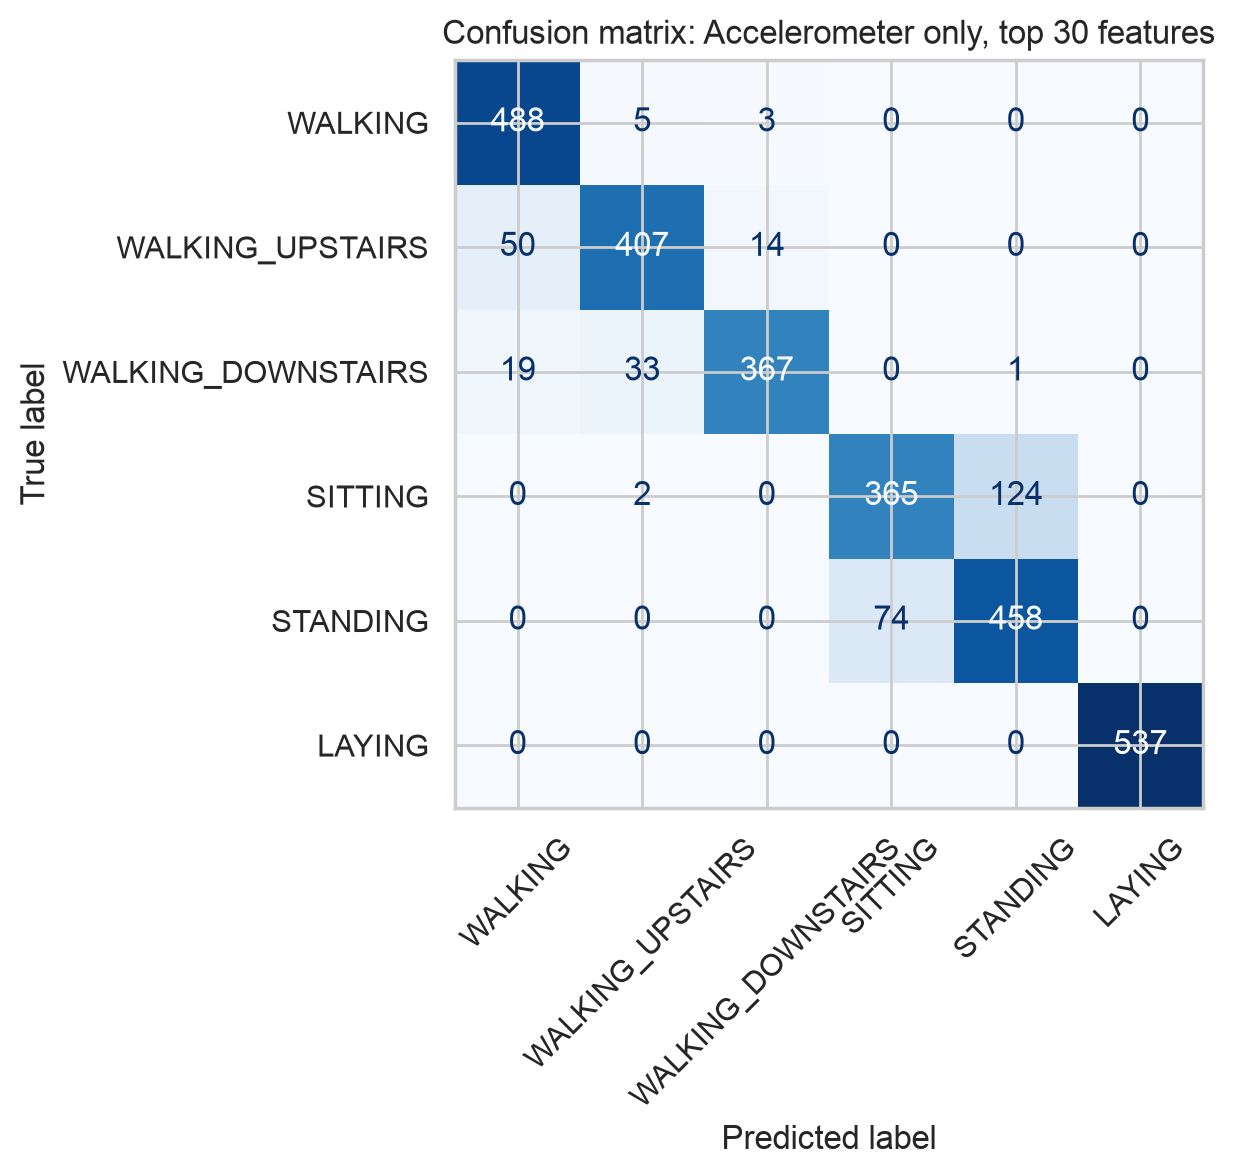 Confusion matrix: Accelerometer only, top 30 features
True label
WALKING 488 5 3 0 0 0
WALKING_UPSTAIRS 50 407 14 0 0 0
WALKING_DOWNSTAIRS 19 33 367 0 1 0
SITTING 0 2 0 365 124 0
STANDING 0 0 0 74 458 0
LAYING 0 0 0 0 0 537
WALKING
WALKING_UPSTAIRS
WALKING_DOWNSTAIRS
SITTING
STANDING
LAYING
Predicted label